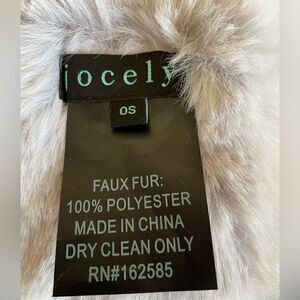 jocely
OS
FAUX FUR:
100% POLYESTER
MADE IN CHINA
DRY CLEAN ONLY
RN#162585